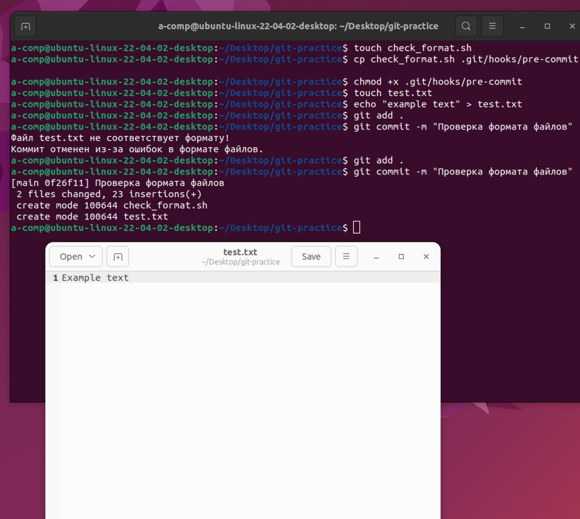 a-comp@ubuntu-linux-22-04-02-desktop: ~/Desktop/git-practice
a-comp@ubuntu-linux-22-04-02-desktop:~/Desktop/git-practice$ touch check_format.sh
a-comp@ubuntu-linux-22-04-02-desktop:~/Desktop/git-practice$ cp check_format.sh .git/hooks/pre-commit
a-comp@ubuntu-linux-22-04-02-desktop:~/Desktop/git-practice$ chmod +x .git/hooks/pre-commit
a-comp@ubuntu-linux-22-04-02-desktop:~/Desktop/git-practice$ touch test.txt
a-comp@ubuntu-linux-22-04-02-desktop:~/Desktop/git-practice$ echo "example text" > test.txt
a-comp@ubuntu-linux-22-04-02-desktop:~/Desktop/git-practice$ git add .
a-comp@ubuntu-linux-22-04-02-desktop:~/Desktop/git-practice$ git commit -m "Проверка формата файлов"
Файл test.txt не соответствует формату!
Коммит отменен из-за ошибок в формате файлов.
a-comp@ubuntu-linux-22-04-02-desktop:~/Desktop/git-practice$ git add .
a-comp@ubuntu-linux-22-04-02-desktop:~/Desktop/git-practice$ git commit -m "Проверка формата файлов"
[main 0f26f11] Проверка формата файлов
2 files changed, 23 insertions(+)
create mode 100644 check_format.sh
create mode 100644 test.txt
a-comp@ubuntu-linux-22-04-02-desktop:~/Desktop/git-practice$
Open
test.txt
~/Desktop/git-practice
Save
1 Example text